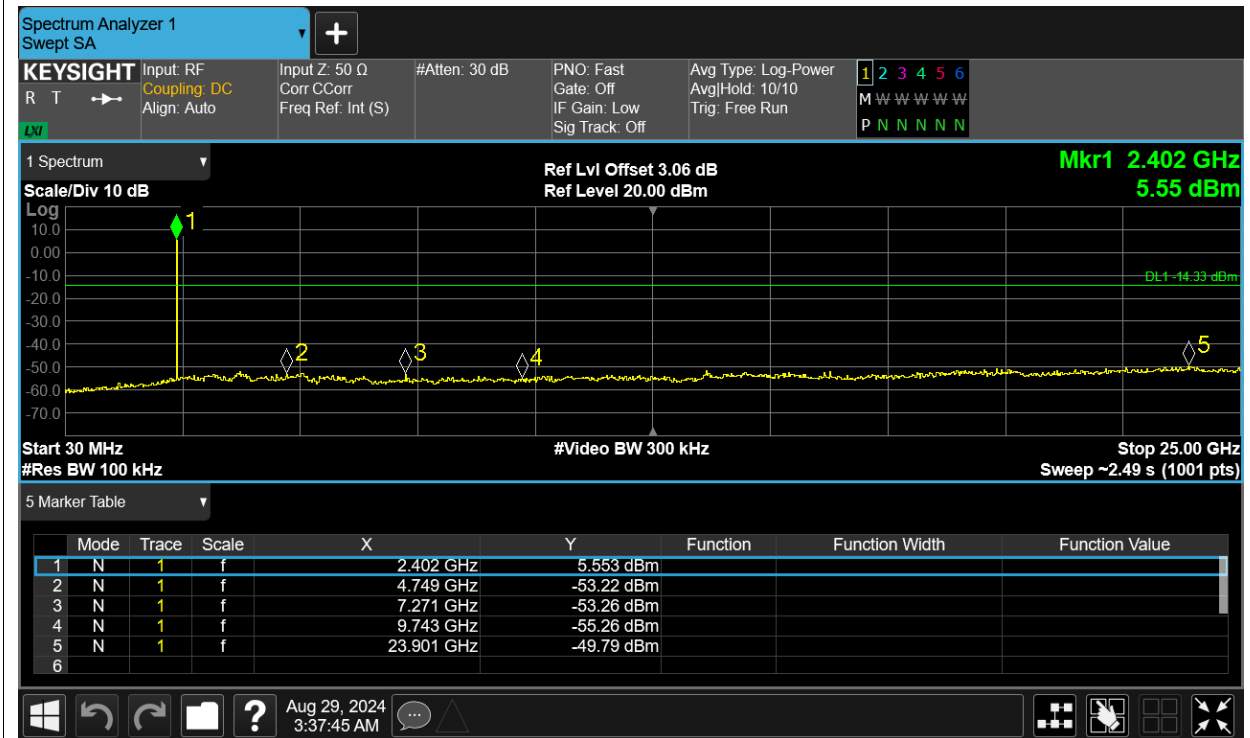 Spectrum Analyzer 1
Swept SA
KEYSIGHT
R T
LXI
Input: RF
Coupling: DC
Align: Auto
Input Z: 50 Ω
Corr CCorr
Freq Ref: Int (S)
#Atten: 30 dB
PNO: Fast
Gate: Off
IF Gain: Low
Sig Track: Off
Avg Type: Log-Power
Avg|Hold: 10/10
Trig: Free Run
1 2 3 4 5 6
M W W W W W
P N N N N N
1 Spectrum
Scale/Div 10 dB
Ref Lvl Offset 3.06 dB
Ref Level 20.00 dBm
Mkr1 2.402 GHz
5.55 dBm
Log
10.0
0.00
-10.0
-20.0
-30.0
-40.0
-50.0
-60.0
-70.0
1
2
3
4
5
DL1 -14.33 dBm
Start 30 MHz
#Res BW 100 kHz
#Video BW 300 kHz
Stop 25.00 GHz
Sweep ~2.49 s (1001 pts)
5 Marker Table
Mode Trace Scale X Y Function Function Width Function Value
1 N 1 f 2.402 GHz 5.553 dBm
2 N 1 f 4.749 GHz -53.22 dBm
3 N 1 f 7.271 GHz -53.26 dBm
4 N 1 f 9.743 GHz -55.26 dBm
5 N 1 f 23.901 GHz -49.79 dBm
6
?
Aug 29, 2024
3:37:45 AM